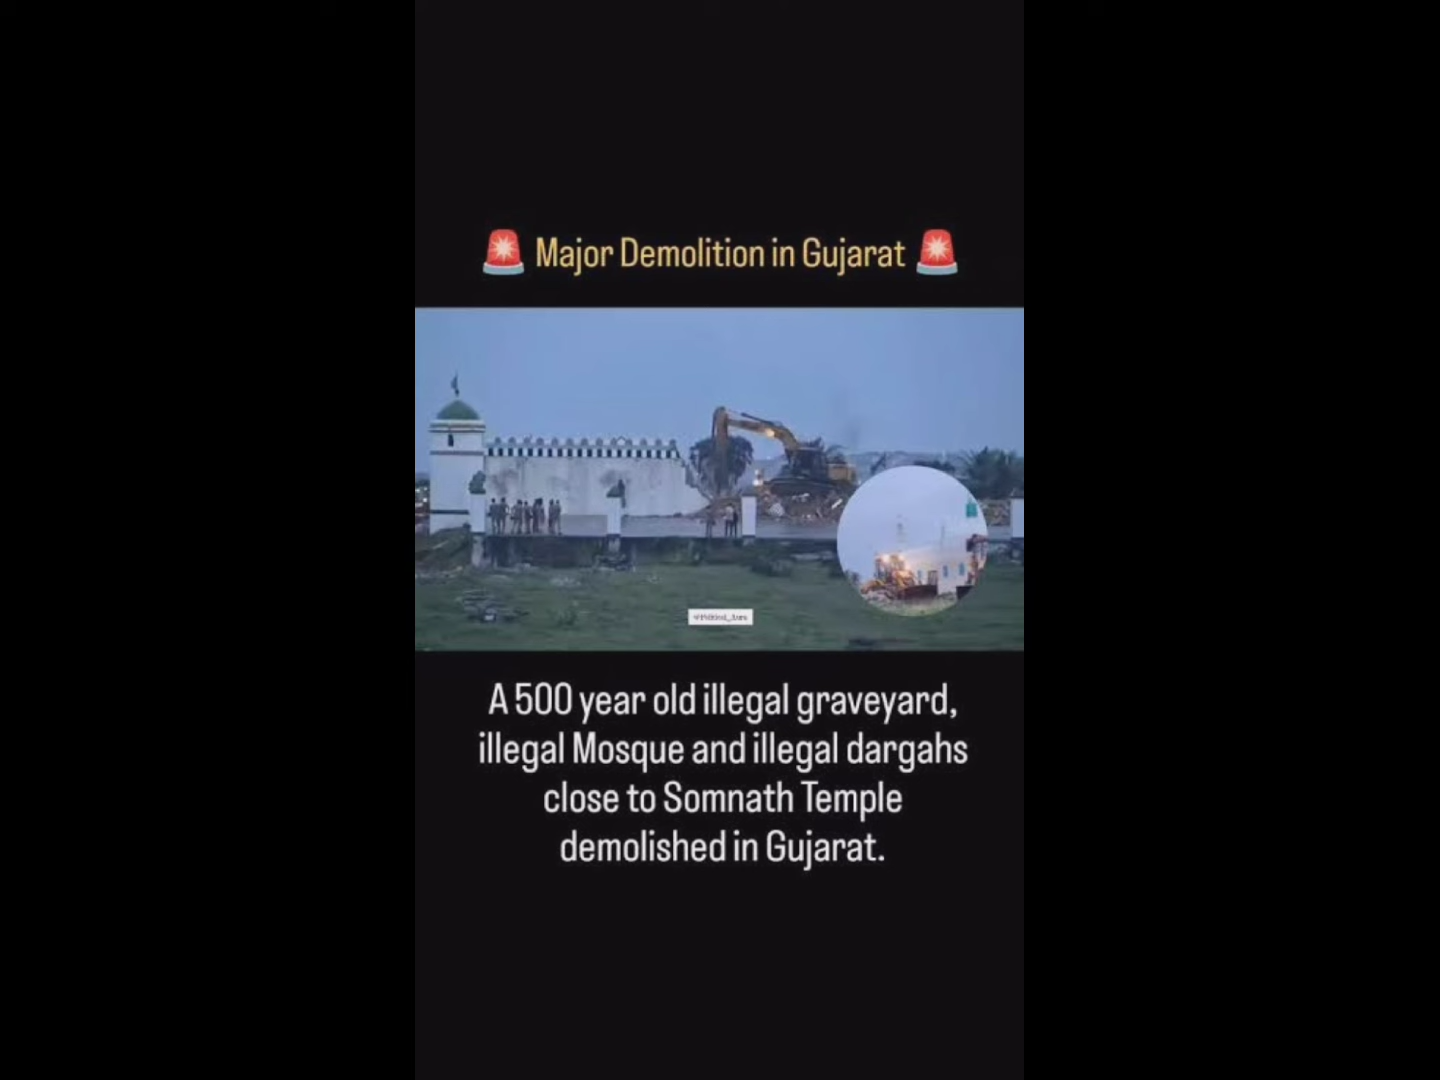 🚨 Major Demolition in Gujarat 🚨
A 500 year old illegal graveyard,
illegal Mosque and illegal dargahs
close to Somnath Temple
demolished in Gujarat.